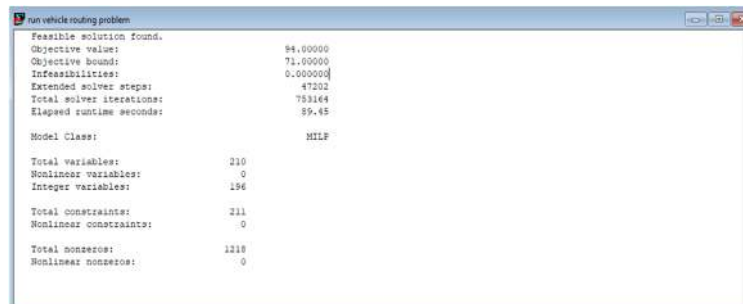 run vehicle routing problem
Feasible solution found.
Objective value: 94.00000
Objective bound: 71.00000
Infeasibilities: 0.000000
Extended solver steps: 47202
Total solver iterations: 753164
Elapsed runtime seconds: 89.45
Model Class: MILP
Total variables: 210
Nonlinear variables: 0
Integer variables: 196
Total constraints: 211
Nonlinear constraints: 0
Total nonzeros: 1218
Nonlinear nonzeros: 0